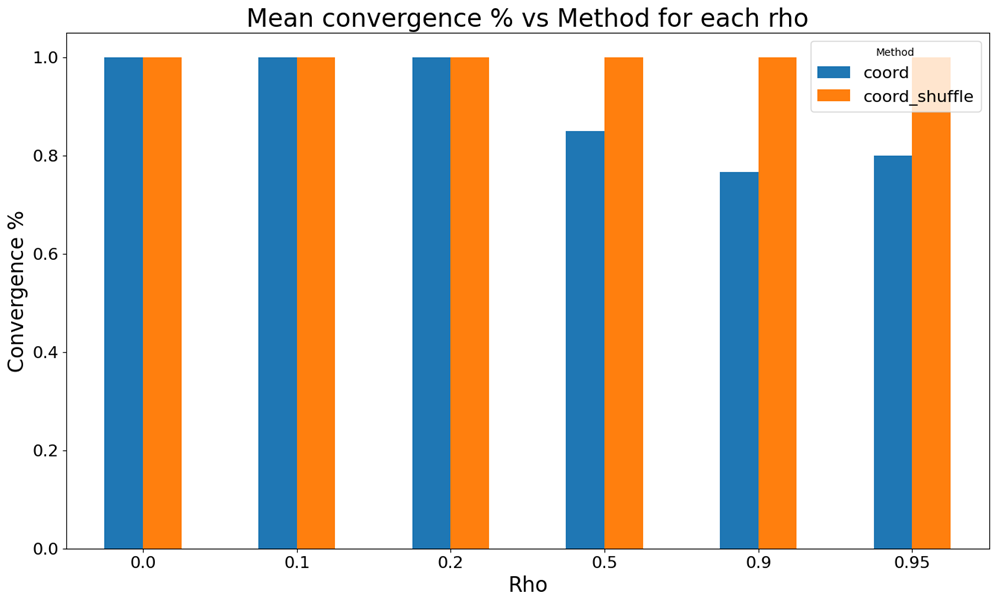 Mean convergence % vs Method for each rho
Method
coord
coord_shuffle
Convergence %
1.0
0.8
0.6
0.4
0.2
0.0
0.0 0.1 0.2 0.5 0.9 0.95
Rho